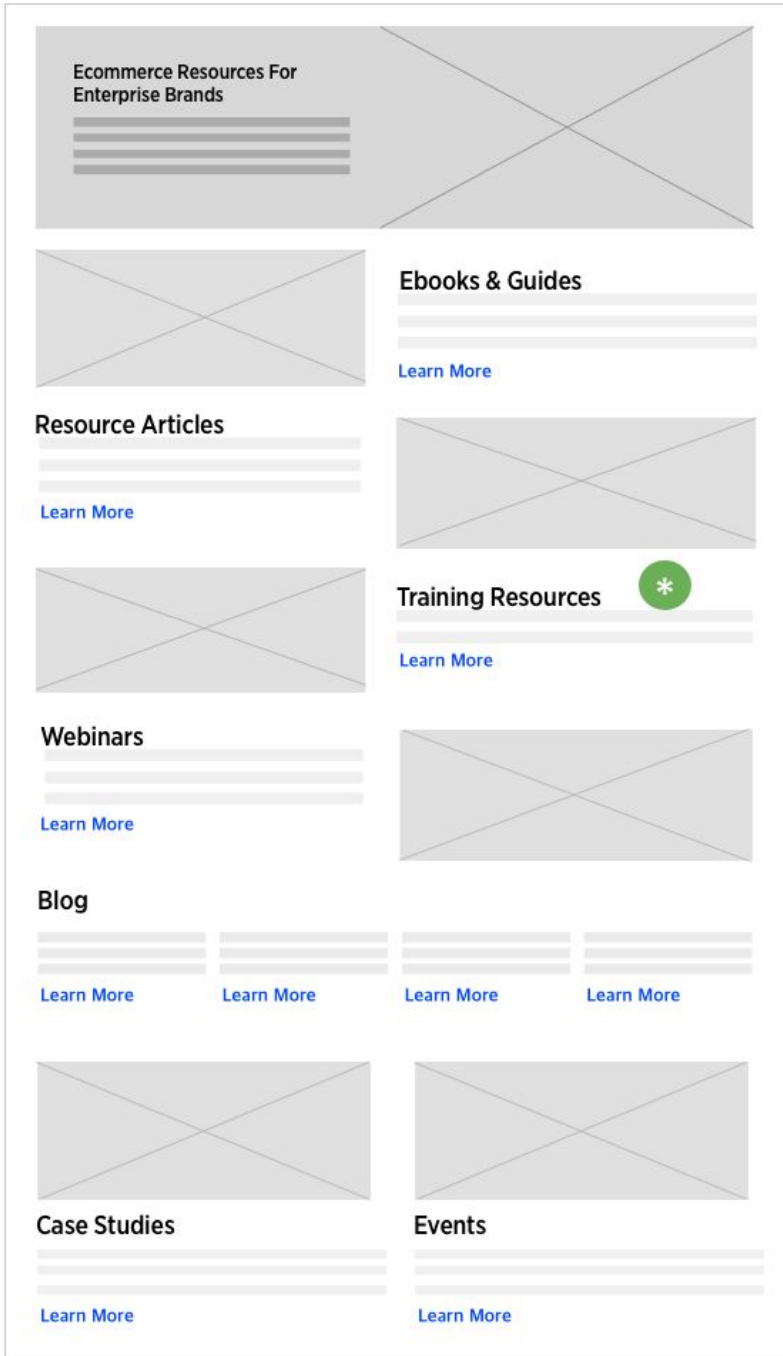 Ecommerce Resources For
Enterprise Brands
Ebooks & Guides
Learn More
Resource Articles
Learn More
*
Training Resources
Learn More
Webinars
Learn More
Blog
Learn More
Learn More
Learn More
Learn More
Case Studies
Learn More
Events
Learn More